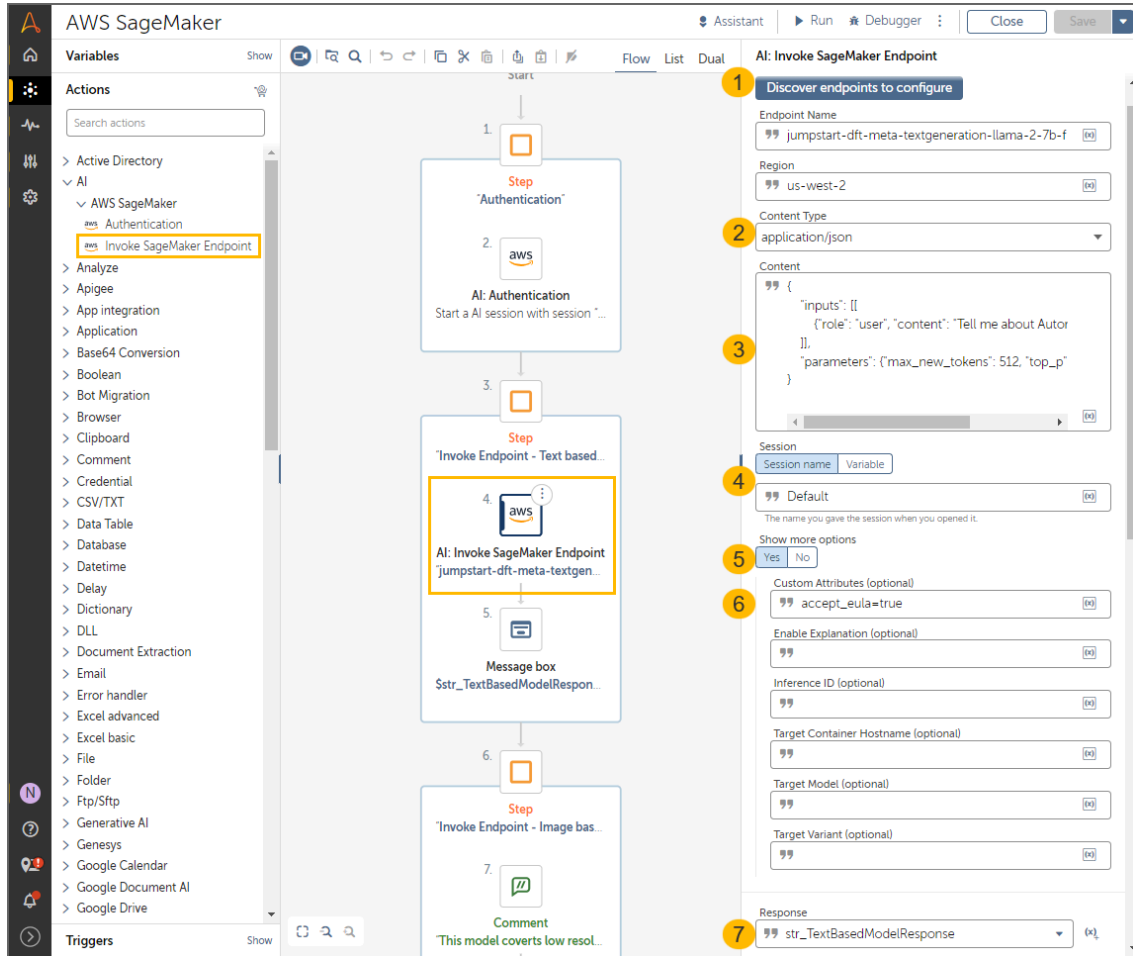 AWS SageMaker
Assistant
Run
Debugger
Close
Save
Variables
Show
Actions
Search actions
Active Directory
AI
AWS SageMaker
aws Authentication
aws Invoke SageMaker Endpoint
Analyze
Apigee
App integration
Application
Base64 Conversion
Boolean
Bot Migration
Browser
Clipboard
Comment
Credential
CSV/TXT
Data Table
Database
Datetime
Delay
Dictionary
DLL
Document Extraction
Email
Error handler
Excel advanced
Excel basic
File
Folder
Ftp/Sftp
Generative AI
Genesys
Google Calendar
Google Document AI
Google Drive
Triggers
Show
N
Flow
List
Dual
Start
1.
Step
"Authentication"
2.
aws
AI: Authentication
Start a AI session with session "...
3.
Step
"Invoke Endpoint - Text based...
4.
aws
AI: Invoke SageMaker Endpoint
"jumpstart-dft-meta-textgen...
5.
Message box
$str_TextBasedModelRespon...
6.
Step
"Invoke Endpoint - Image bas...
7.
Comment
"This model coverts low resol...
AI: Invoke SageMaker Endpoint
1
Discover endpoints to configure
Endpoint Name
jumpstart-dft-meta-textgeneration-llama-2-7b-f
Region
us-west-2
Content Type
2
application/json
Content
3
{
"inputs": [[
{"role": "user", "content": "Tell me about Autor
]],
"parameters": {"max_new_tokens": 512, "top_p"
}
Session
Session name
Variable
4
Default
The name you gave the session when you opened it.
Show more options
5
Yes
No
Custom Attributes (optional)
6
accept_eula=true
Enable Explanation (optional)
Inference ID (optional)
Target Container Hostname (optional)
Target Model (optional)
Target Variant (optional)
Response
7
str_TextBasedModelResponse